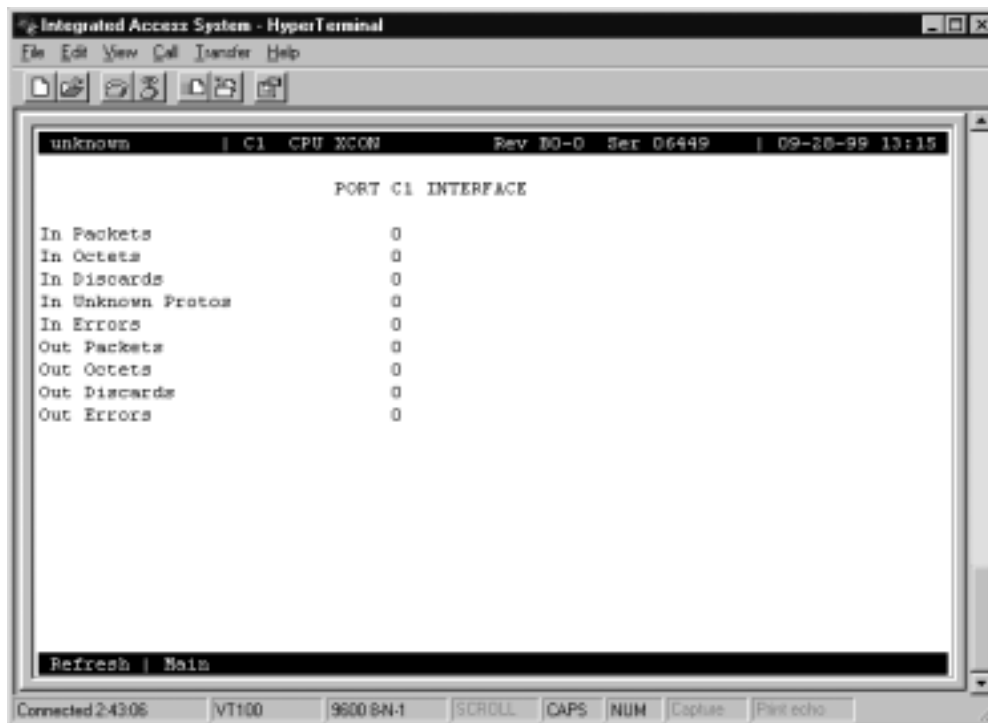 Integrated Access System - HyperTerminal
File Edit View Call Transfer Help
unknown | C1 CPU XCON Rev B0-0 Ser 06449 | 09-28-99 13:15
PORT C1 INTERFACE
In Packets 0
In Octets 0
In Discards 0
In Unknown Protos 0
In Errors 0
Out Packets 0
Out Octets 0
Out Discards 0
Out Errors 0
Refresh | Main
Connected 2:43:06 VT100 9600 8-N-1 SCROLL CAPS NUM Capture Print echo